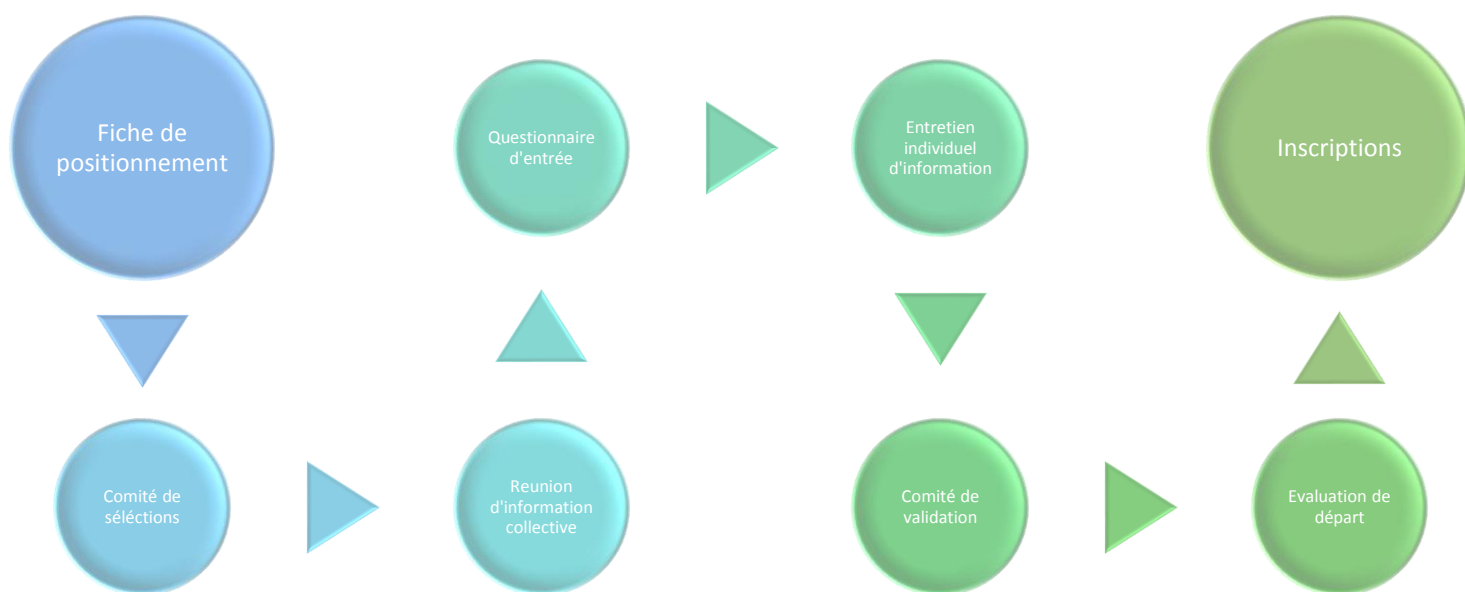 Fiche de
positionnement
Comité de
séléctions
Reunion
d'information
collective
Questionnaire
d'entrée
Entretien
individuel
d'information
Comité de
validation
Evaluation de
départ
Inscriptions